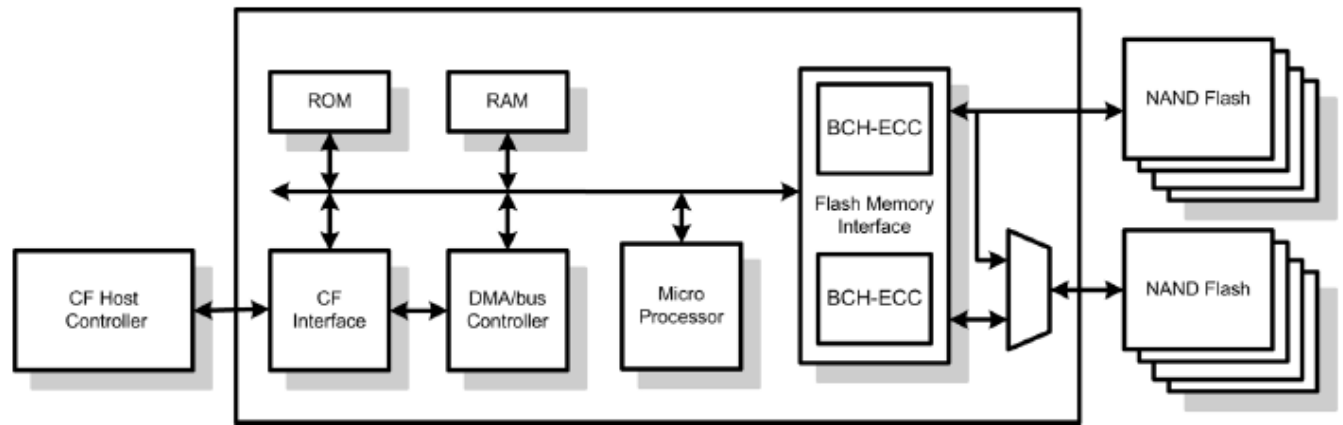 ROM
RAM
BCH-ECC
Flash Memory
Interface
BCH-ECC
NAND Flash
NAND Flash
CF Host
Controller
CF
Interface
DMA/bus
Controller
Micro
Processor